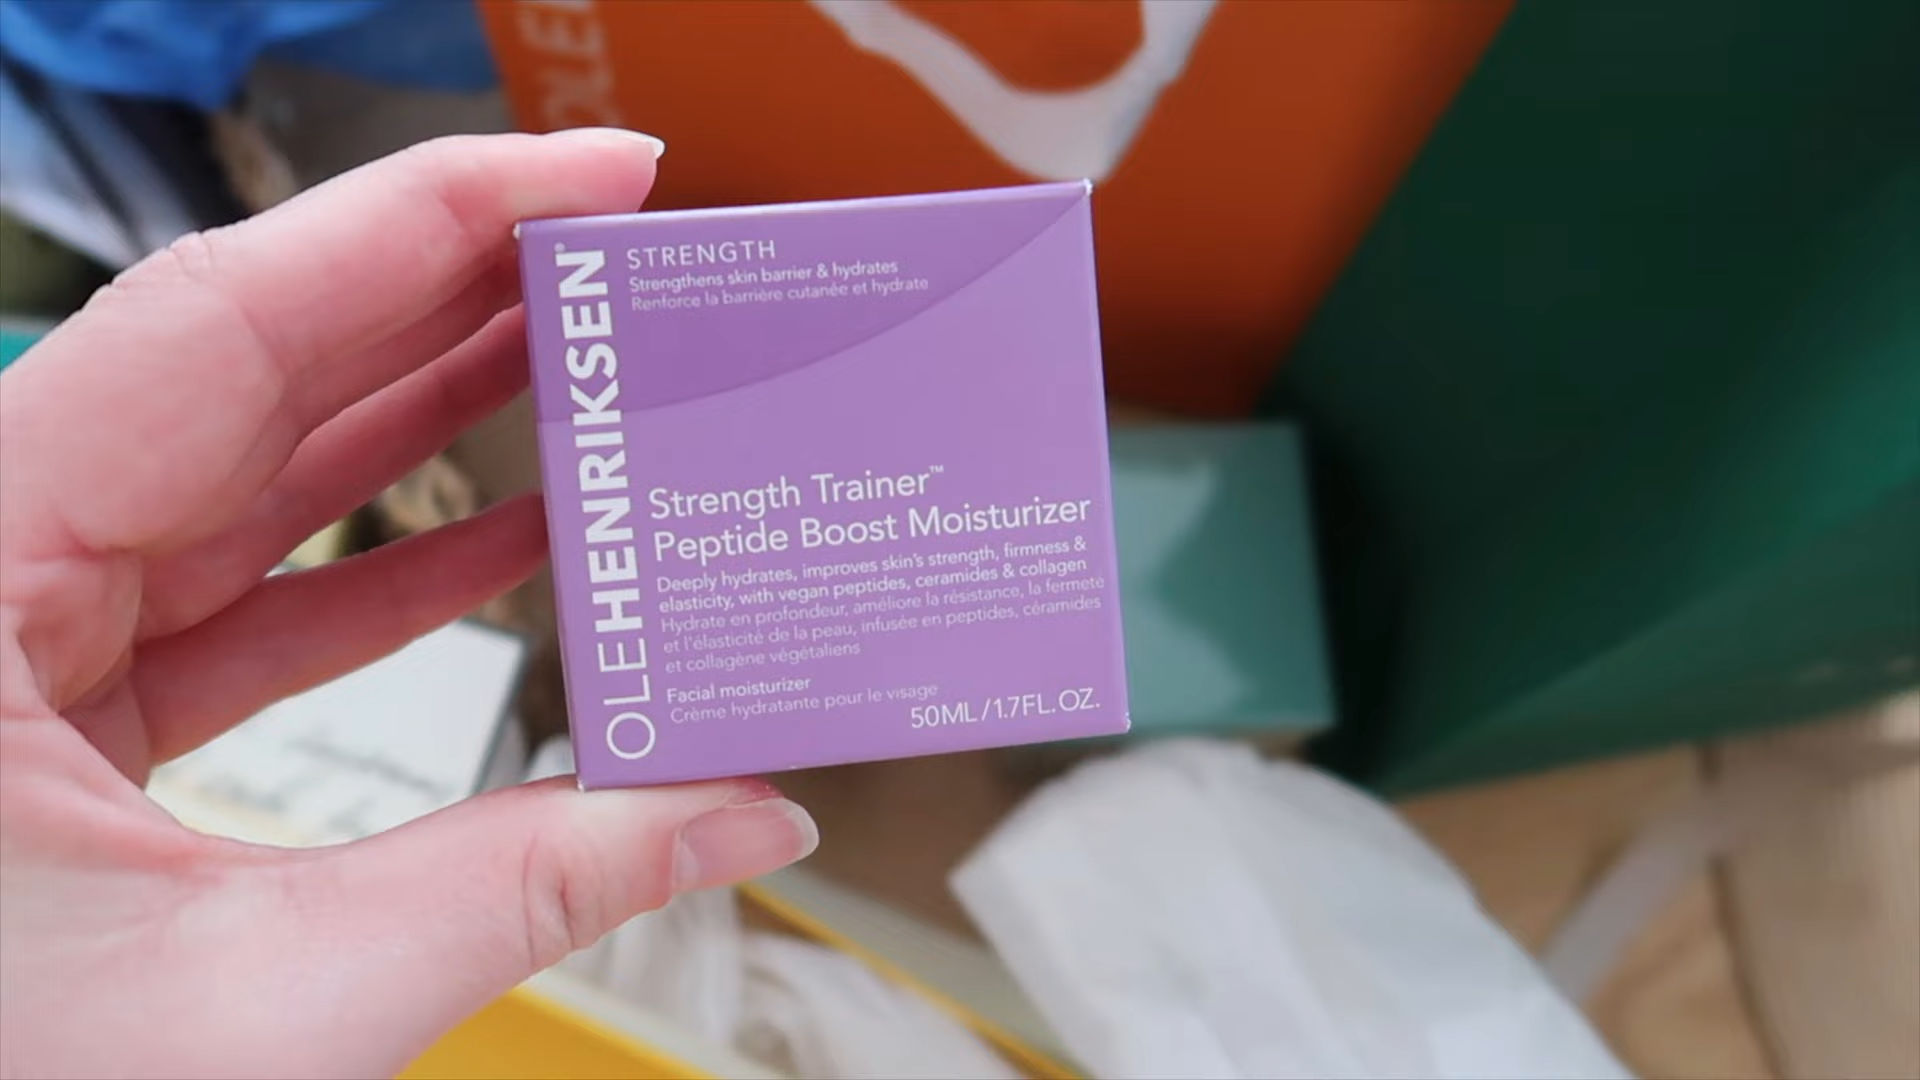 OLEHENRIKSEN®
STRENGTH
Strengthens skin barrier & hydrates
Renforce la barrière cutanée et hydrate
Strength Trainer™
Peptide Boost Moisturizer
Deeply hydrates, improves skin's strength, firmness &
elasticity, with vegan peptides, ceramides & collagen
Hydrate en profondeur, améliore la résistance, la fermeté
et l'élasticité de la peau, infusée en peptides, céramides
et collagène végétaliens
Facial moisturizer
Crème hydratante pour le visage
50ML/1.7FL.OZ.